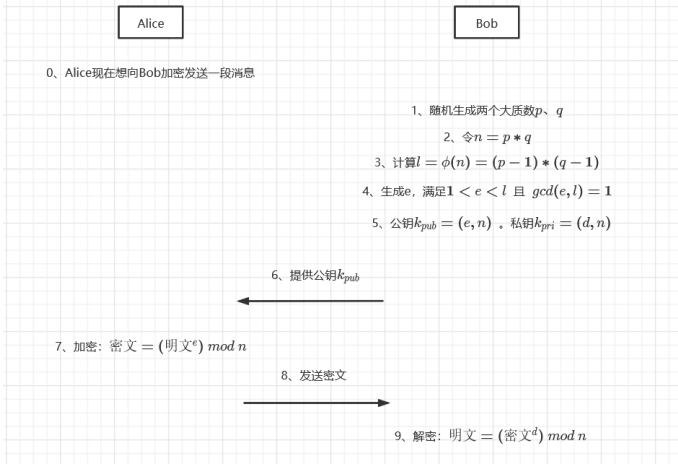 Alice
Bob
0、Alice现在想向Bob加密发送一段消息
1、随机生成两个大质数p、q
2、令n = p * q
3、计算l = ϕ(n) = (p − 1) * (q − 1)
4、生成e，满足1 < e < l 且 gcd(e, l) = 1
5、公钥k_pub = (e, n) 。私钥k_pri = (d, n)
6、提供公钥k_pub
7、加密：密文 = (明文^e) mod n
8、发送密文
9、解密：明文 = (密文^d) mod n